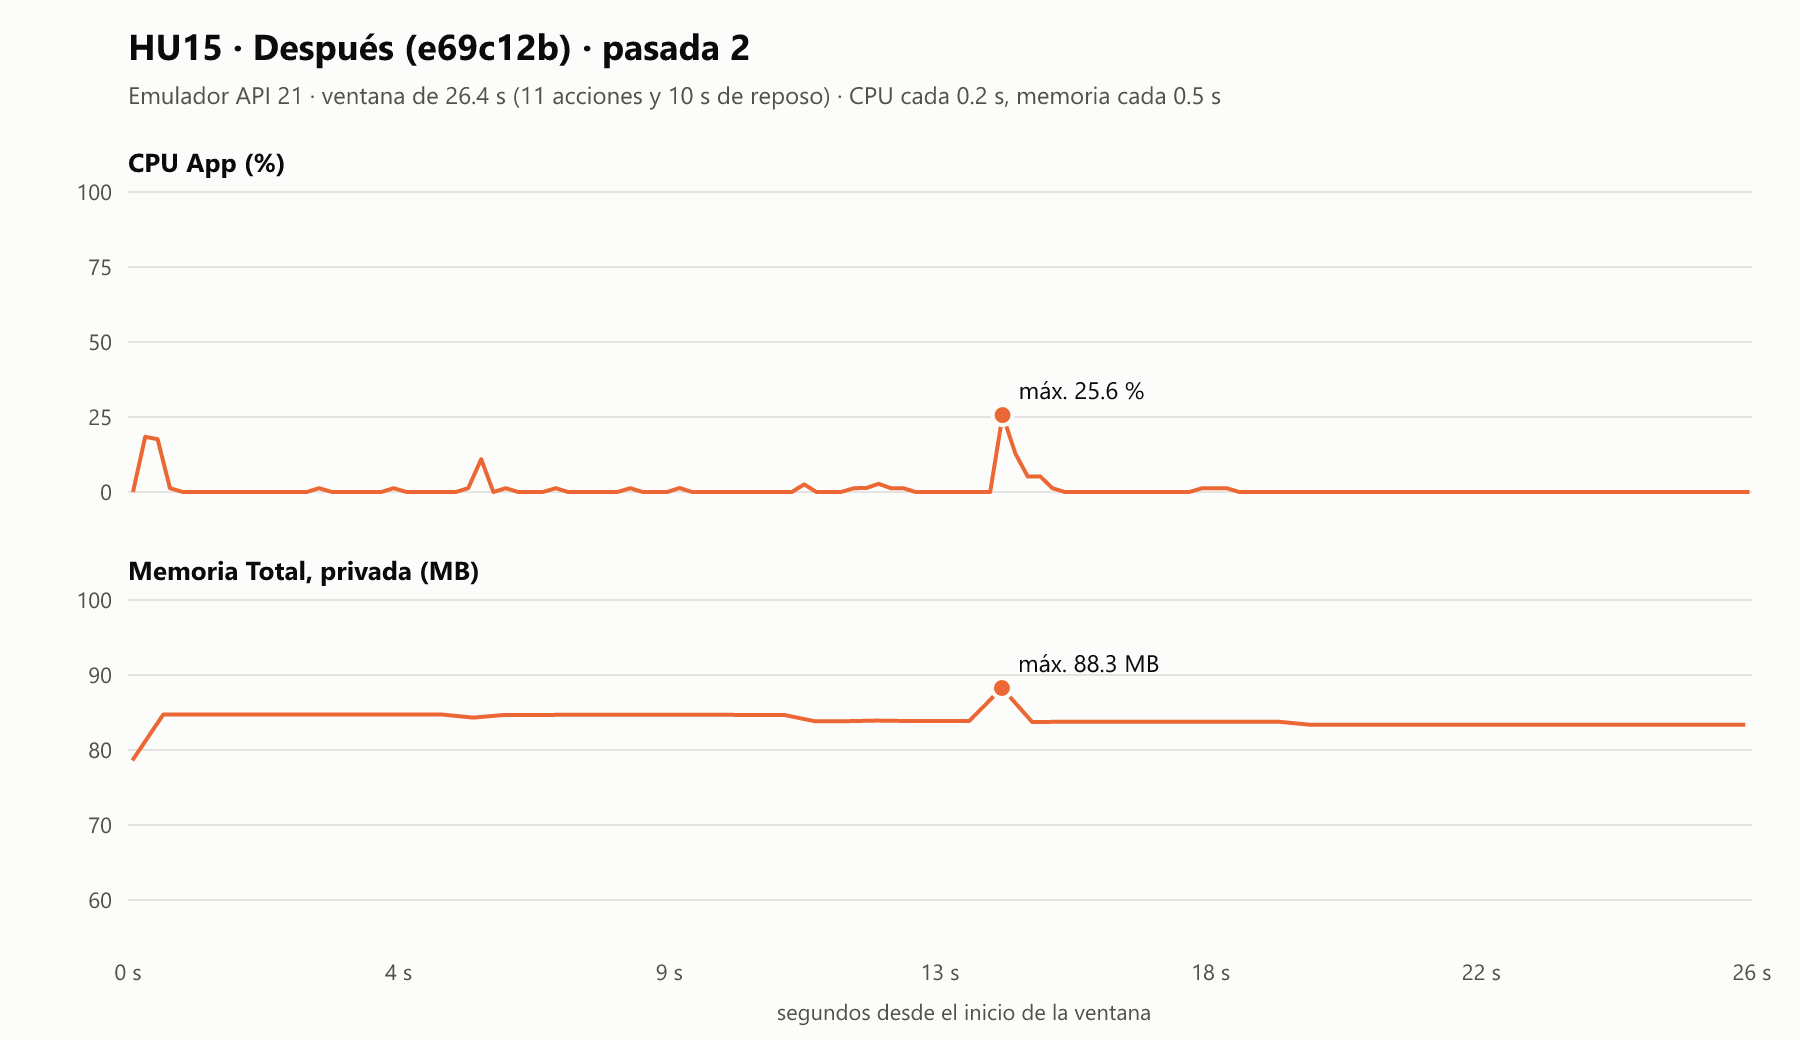 HU15 · Después (e69c12b) · pasada 2
Emulador API 21 · ventana de 26.4 s (11 acciones y 10 s de reposo) · CPU cada 0.2 s, memoria cada 0.5 s
CPU App (%)
100
75
50
máx. 25.6 %
25
0
Memoria Total, privada (MB)
100
máx. 88.3 MB
90
80
70
60
0 s 4 s 9 s 13 s 18 s 22 s 26 s
segundos desde el inicio de la ventana